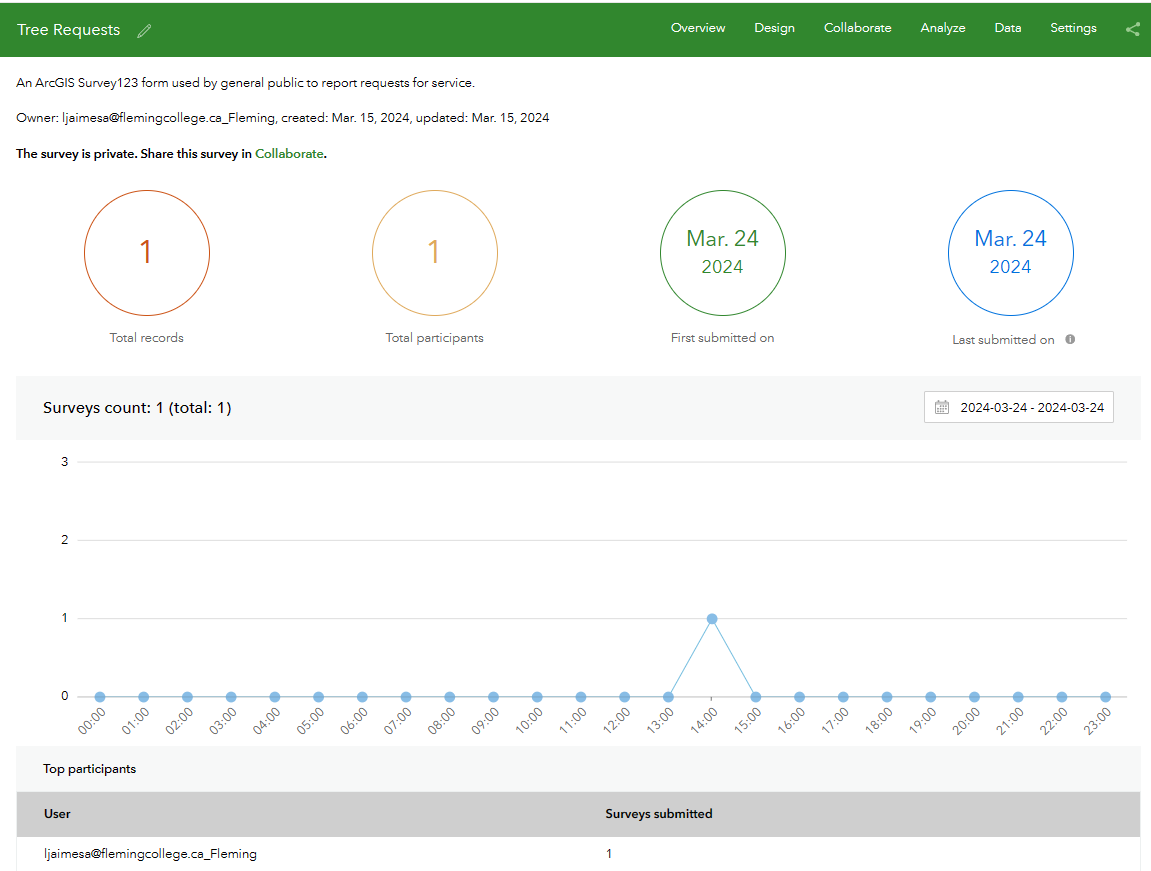 Tree Requests
Overview Design Collaborate Analyze Data Settings
An ArcGIS Survey123 form used by general public to report requests for service.
Owner: ljaimesa@flemingcollege.ca_Fleming, created: Mar. 15, 2024, updated: Mar. 15, 2024
The survey is private. Share this survey in Collaborate.
1
Total records
1
Total participants
Mar. 24
2024
First submitted on
Mar. 24
2024
Last submitted on
Surveys count: 1 (total: 1)
2024-03-24 - 2024-03-24
3
2
1
0
00:00 01:00 02:00 03:00 04:00 05:00 06:00 07:00 08:00 09:00 10:00 11:00 12:00 13:00 14:00 15:00 16:00 17:00 18:00 19:00 20:00 21:00 22:00 23:00
Top participants
User Surveys submitted
ljaimesa@flemingcollege.ca_Fleming 1